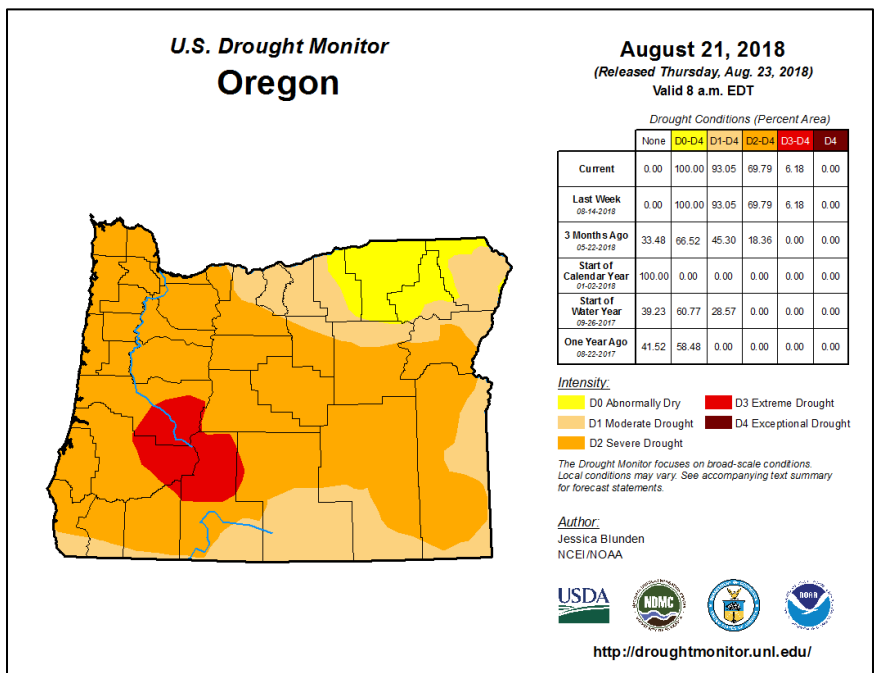 U.S. Drought Monitor
Oregon
August 21, 2018
(Released Thursday, Aug. 23, 2018)
Valid 8 a.m. EDT
Drought Conditions (Percent Area)
None D0-D4 D1-D4 D2-D4 D3-D4 D4
Current 0.00 100.00 93.05 69.79 6.18 0.00
Last Week
08-14-2018 0.00 100.00 93.05 69.79 6.18 0.00
3 Months Ago
05-22-2018 33.48 66.52 45.30 18.36 0.00 0.00
Start of
Calendar Year
01-02-2018 100.00 0.00 0.00 0.00 0.00 0.00
Start of
Water Year
09-26-2017 39.23 60.77 28.57 0.00 0.00 0.00
One Year Ago
08-22-2017 41.52 58.48 0.00 0.00 0.00 0.00
Intensity:
D0 Abnormally Dry
D1 Moderate Drought
D2 Severe Drought
D3 Extreme Drought
D4 Exceptional Drought
The Drought Monitor focuses on broad-scale conditions.
Local conditions may vary. See accompanying text summary
for forecast statements.
Author:
Jessica Blunden
NCEI/NOAA
USDA
NDMC
NOAA
http://droughtmonitor.unl.edu/